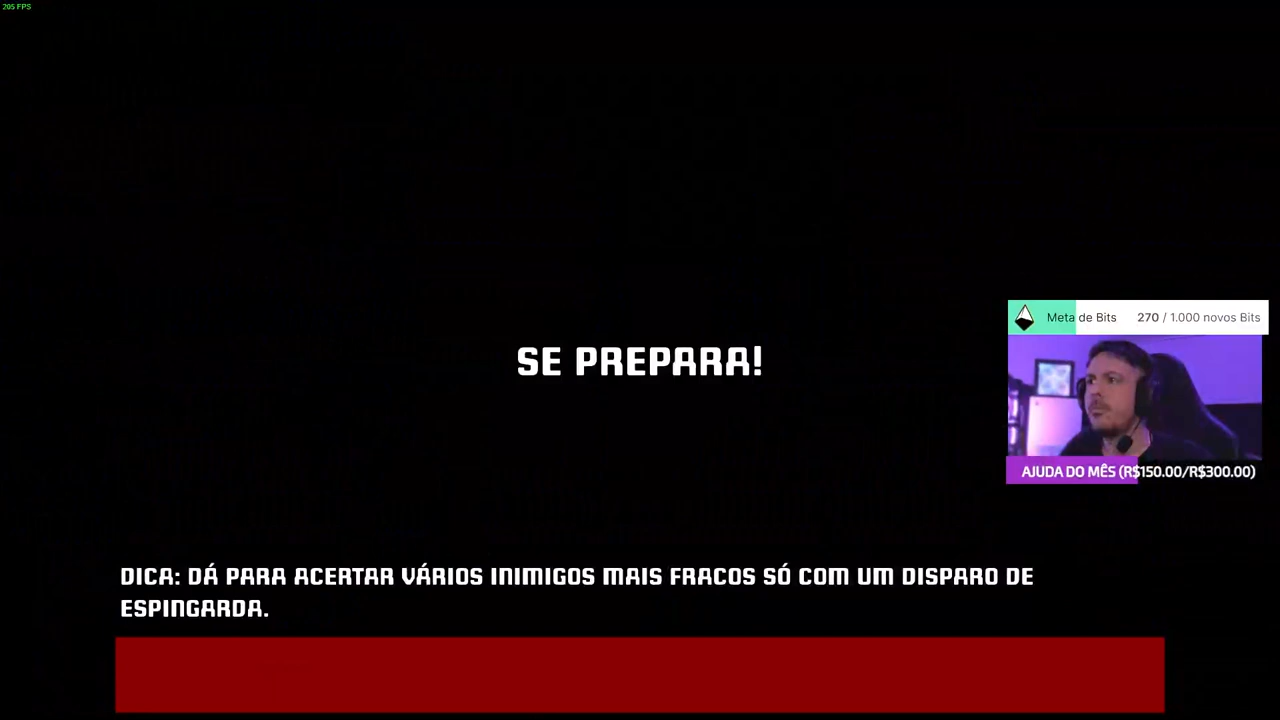 205 FPS
Meta de Bits 270 / 1.000 novos Bits
SE PREPARA!
AJUDA DO MÊS (R$150.00/R$300.00)
DICA: DÁ PARA ACERTAR VÁRIOS INIMIGOS MAIS FRACOS SÓ COM UM DISPARO DE
ESPINGARDA.